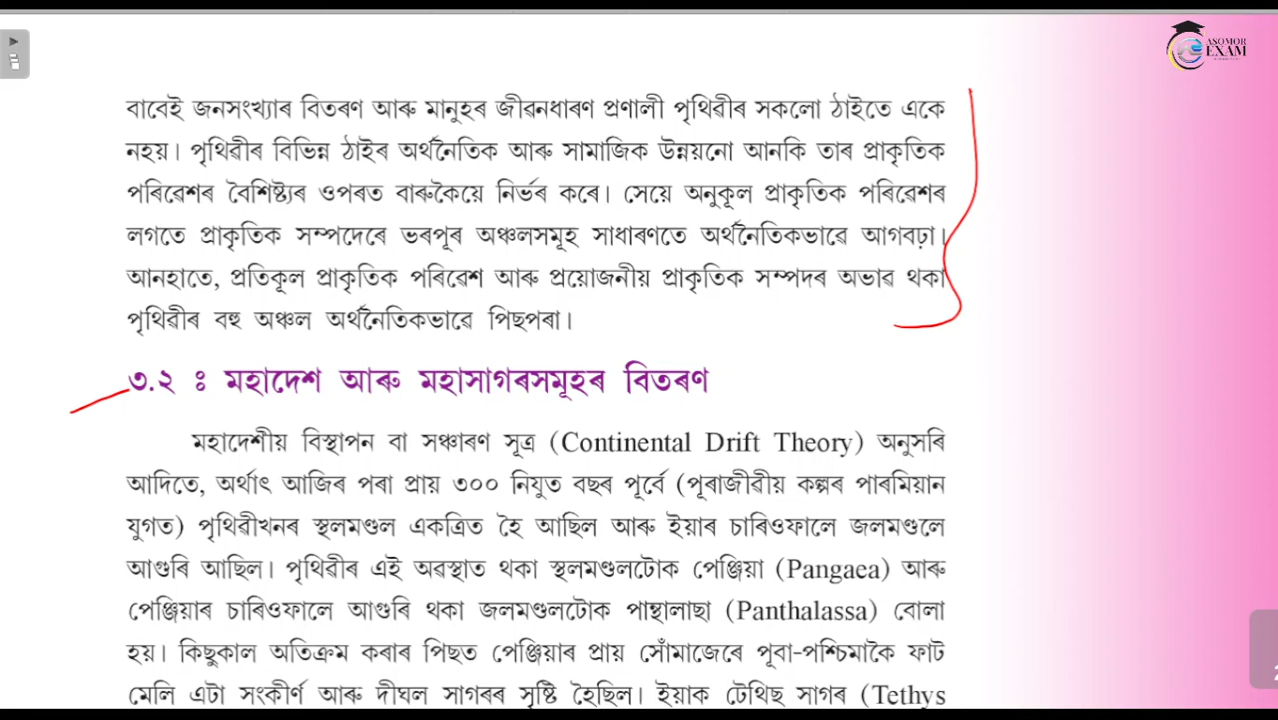 ASOMOR
EXAM
বাবেই জনসংখ্যাৰ বিতৰণ আৰু মানুহৰ জীৱনধাৰণ প্ৰণালী পৃথিৱীৰ সকলো ঠাইতে একে
নহয়। পৃথিৱীৰ বিভিন্ন ঠাইৰ অৰ্থনৈতিক আৰু সামাজিক উন্নয়নো আনকি তাৰ প্ৰাকৃতিক
পৰিৱেশৰ বৈশিষ্ট্যৰ ওপৰত বাৰুকৈয়ে নিৰ্ভৰ কৰে। সেয়ে অনুকূল প্ৰাকৃতিক পৰিৱেশৰ
লগতে প্ৰাকৃতিক সম্পদেৰে ভৰপূৰ অঞ্চলসমূহ সাধাৰণতে অৰ্থনৈতিকভাৱে আগবঢ়া।
আনহাতে, প্ৰতিকূল প্ৰাকৃতিক পৰিৱেশ আৰু প্ৰয়োজনীয় প্ৰাকৃতিক সম্পদৰ অভাৱ থকা
পৃথিৱীৰ বহু অঞ্চল অৰ্থনৈতিকভাৱে পিছপৰা।
৩.২ ঃ মহাদেশ আৰু মহাসাগৰসমূহৰ বিতৰণ
মহাদেশীয় বিস্থাপন বা সঞ্চাৰণ সূত্ৰ (Continental Drift Theory) অনুসৰি
আদিতে, অৰ্থাৎ আজিৰ পৰা প্ৰায় ৩০০ নিযুত বছৰ পূৰ্বে (পূৰাজীৱীয় কল্পৰ পাৰমিয়ান
যুগত) পৃথিৱীখনৰ স্থলমণ্ডল একত্ৰিত হৈ আছিল আৰু ইয়াৰ চাৰিওফালে জলমণ্ডলে
আগুৰি আছিল। পৃথিৱীৰ এই অৱস্থাত থকা স্থলমণ্ডলটোক পেঞ্জিয়া (Pangaea) আৰু
পেঞ্জিয়াৰ চাৰিওফালে আগুৰি থকা জলমণ্ডলটোক পান্থালাছা (Panthalassa) বোলা
হয়। কিছুকাল অতিক্ৰম কৰাৰ পিছত পেঞ্জিয়াৰ প্ৰায় সোঁমাজেৰে পূবা-পশ্চিমাকৈ ফাট
মেলি এটা সংকীৰ্ণ আৰু দীঘল সাগৰৰ সৃষ্টি হৈছিল। ইয়াক টেথিছ সাগৰ (Tethys